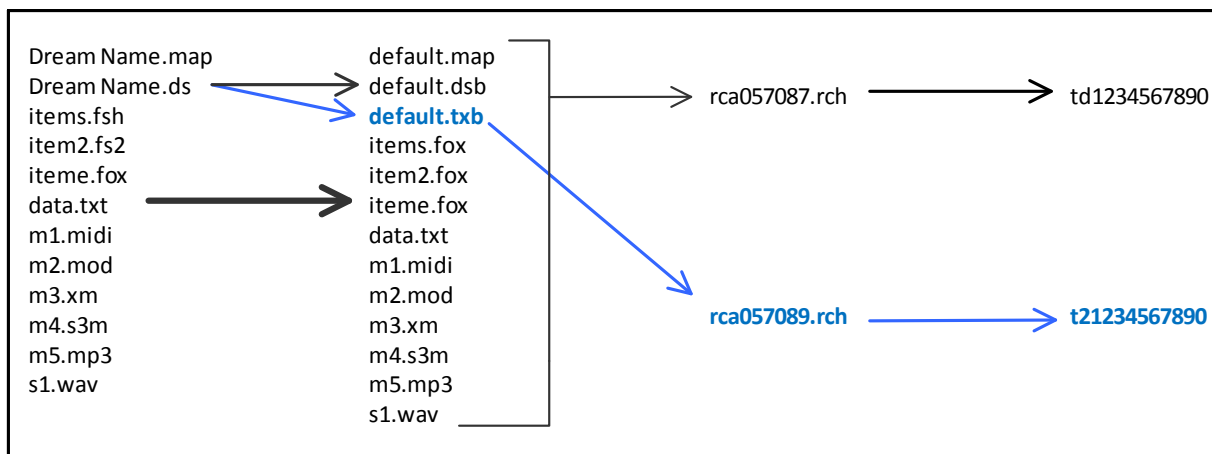 Dream Name.map
Dream Name.ds
items.fsh
item2.fs2
iteme.fox
data.txt
m1.midi
m2.mod
m3.xm
m4.s3m
m5.mp3
s1.wav
default.map
default.dsb
default.txb
items.fox
item2.fox
iteme.fox
data.txt
m1.midi
m2.mod
m3.xm
m4.s3m
m5.mp3
s1.wav
rca057087.rch
rca057089.rch
td1234567890
t21234567890